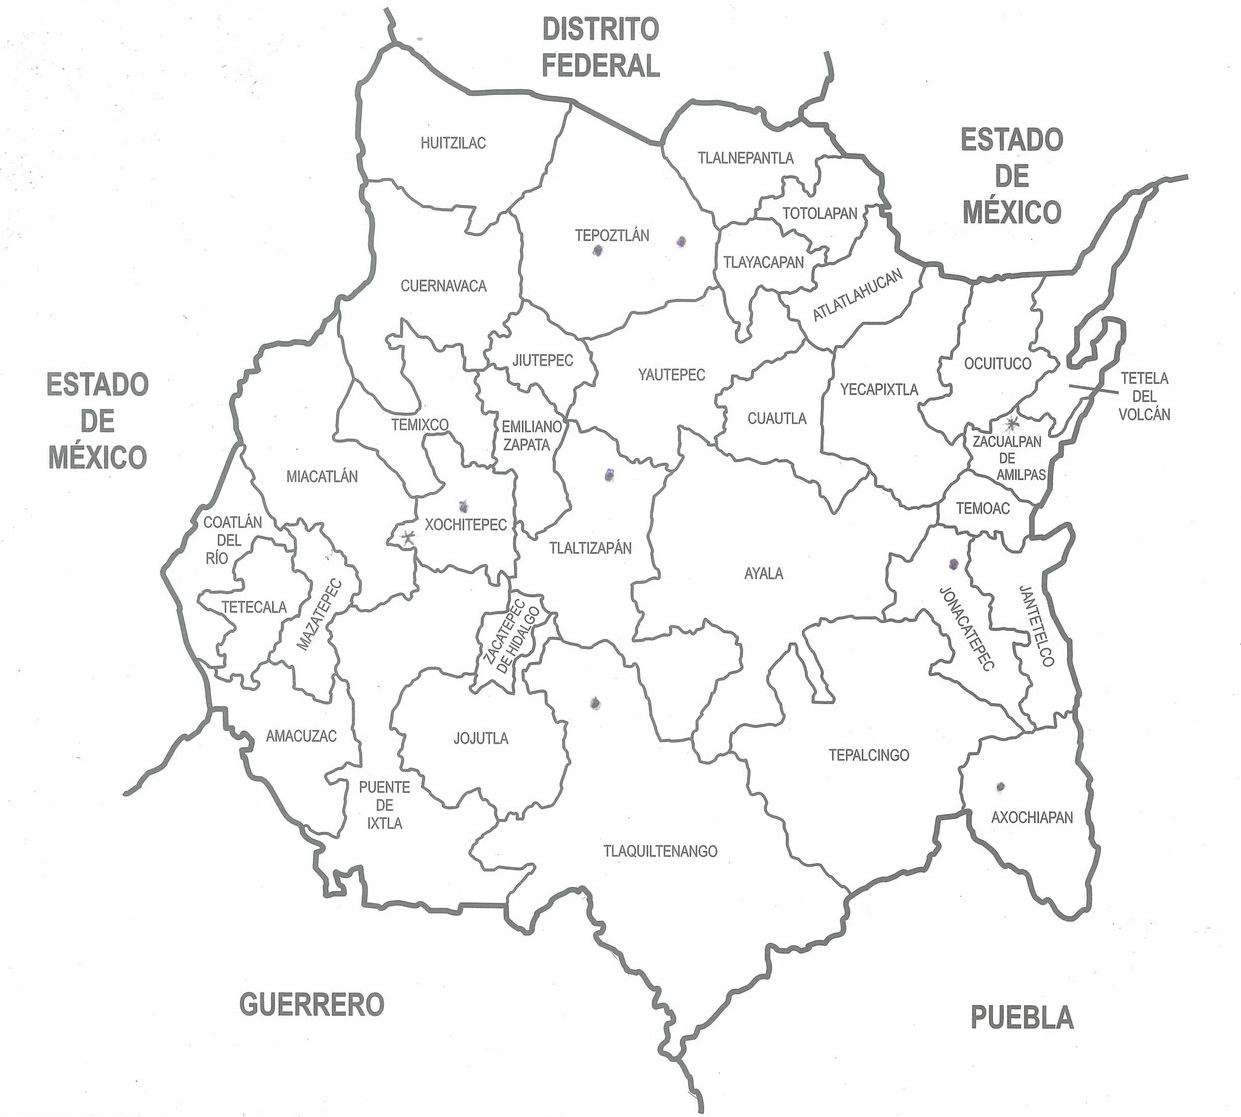 DISTRITO
FEDERAL
ESTADO
DE
MÉXICO
HUITZILAC
TLALNEPANTLA
TOTOLAPAN
TEPOZTLÁN
TLAYACAPAN
CUERNAVACA
ATLATLAHUCAN
ESTADO
DE
MÉXICO
JIUTEPEC
YAUTEPEC
OCUITUCO
TETELA
DEL
VOLCÁN
YECAPIXTLA
CUAUTLA
TEMIXCO
EMILIANO
ZAPATA
ZACUALPAN
DE
AMILPAS
MIACATLÁN
TEMOAC
COATLÁN
DEL
RÍO
XOCHITEPEC
TLALTIZAPÁN
AYALA
TETECALA
MAZATEPEC
ZACATEPEC
DE HIDALGO
JONACATEPEC
JANTETELCO
AMACUZAC
JOJUTLA
TEPALCINGO
PUENTE
DE
IXTLA
AXOCHIAPAN
TLAQUILTENANGO
GUERRERO
PUEBLA